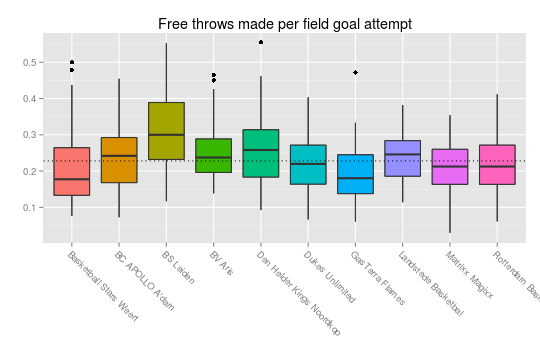 Free throws made per field goal attempt
0.5
0.4
0.3
0.2
0.1
Basketball Stars Weert
BC APOLLO A'dam
BS Leiden
BV Aris
Den Helder Kings Noordkop
Dukes Unlimited
GasTerra Flames
Landstede Basketbal
Matrixx Magixx
Rotterdam Bas